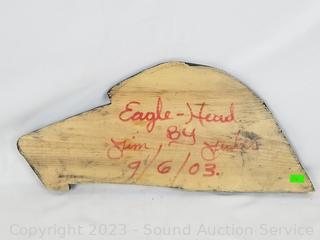 Eagle-Head.
By
Jim
9/6/03.
Copyright 2023 - Sound Auction Service